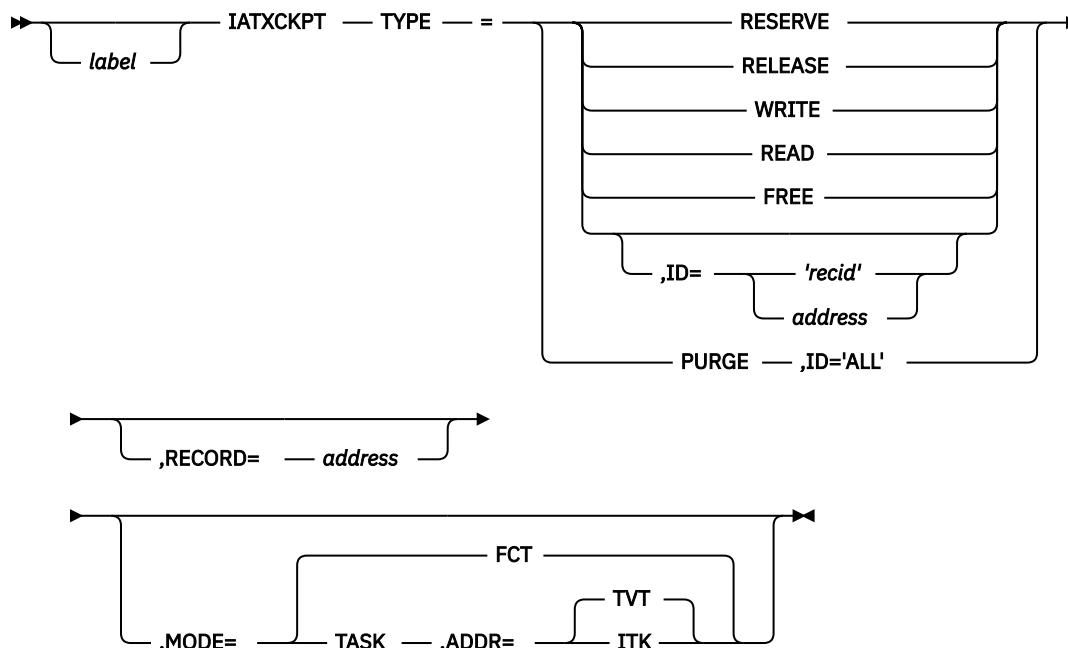 IATXCKPT TYPE = RESERVE
label
RELEASE
WRITE
READ
FREE
,ID= 'recid'
address
PURGE ,ID='ALL'
,RECORD= address
FCT
TVT
,MODE= TASK ,ADDR= ITK